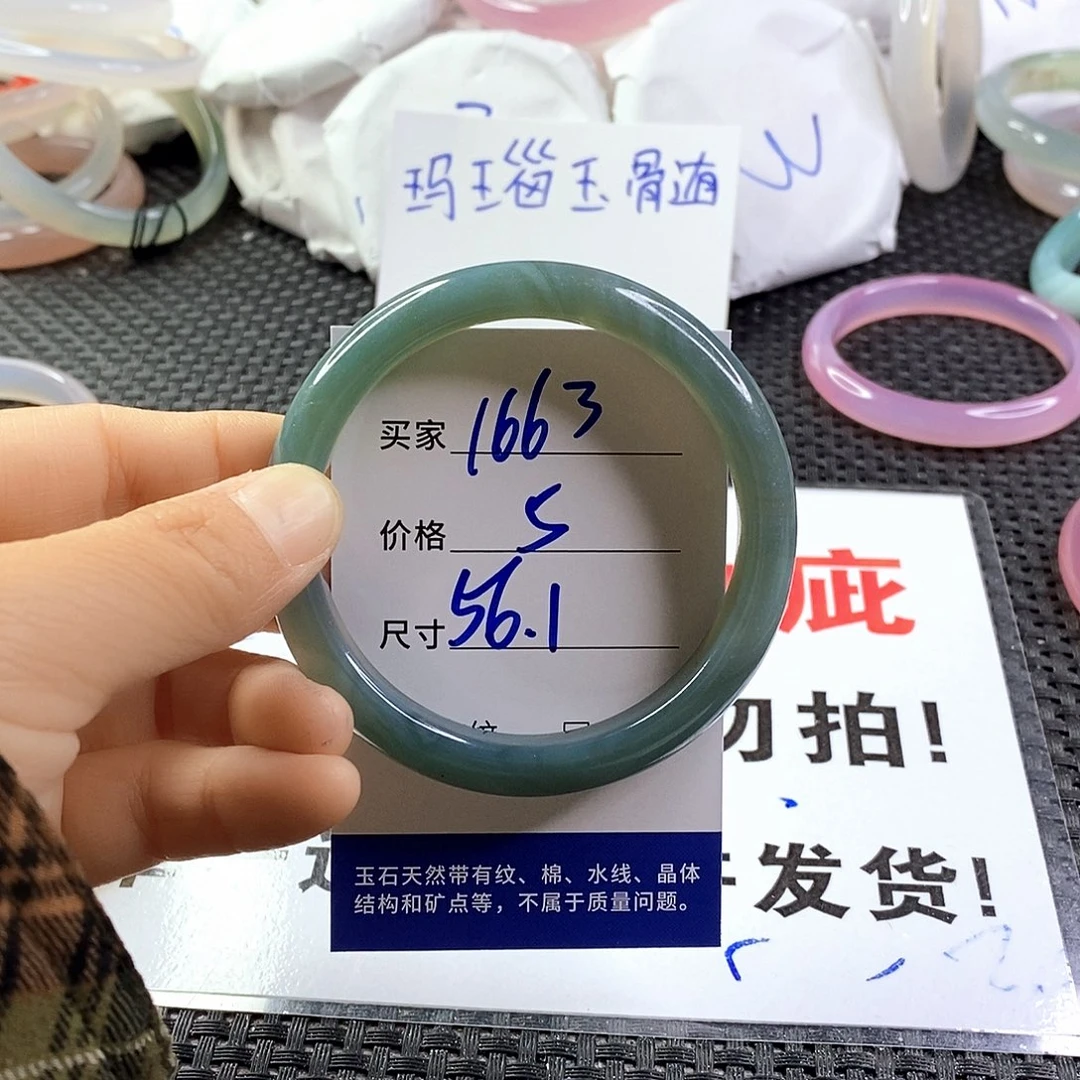 玛瑙玉骨髓
买家 1663
价格 5
尺寸 56.1
玉石天然带有纹、棉、水线、晶体
结构和矿点等，不属于质量问题。
疵
勿拍!
发货!